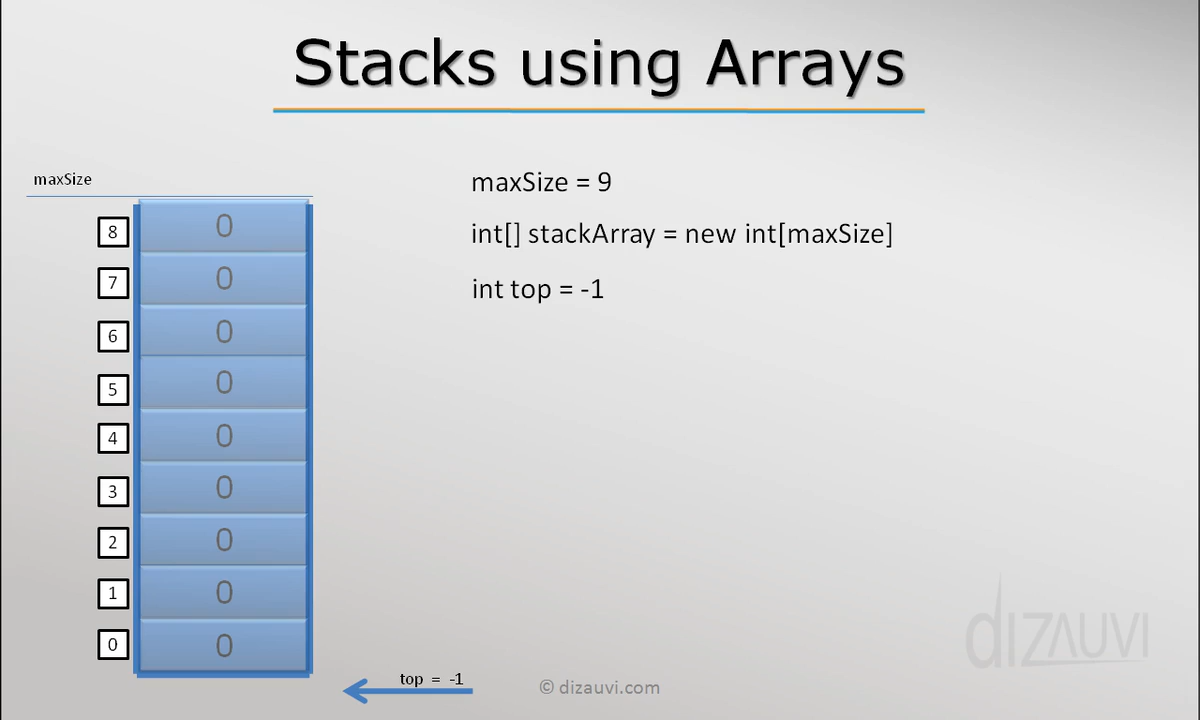 Stacks using Arrays
maxSize
maxSize = 9
int[] stackArray = new int[maxSize]
int top = -1
8 0
7 0
6 0
5 0
4 0
3 0
2 0
1 0
0 0
top = -1
© dizauvi.com
dIZAUVI